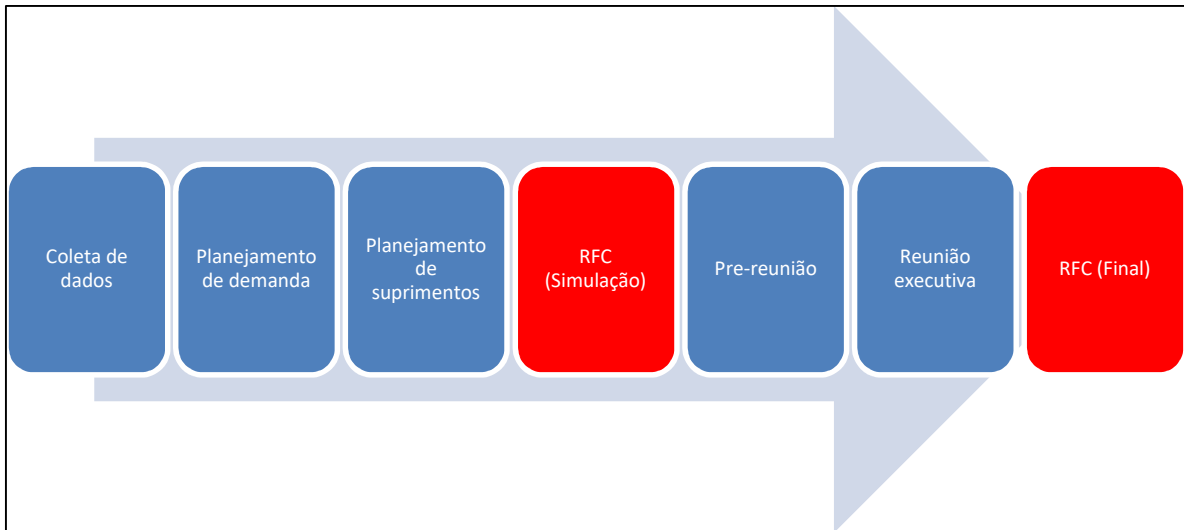 Coleta de
dados
Planejamento
de demanda
Planejamento
de
suprimentos
RFC
(Simulação)
Pre-reunião
Reunião
executiva
RFC (Final)